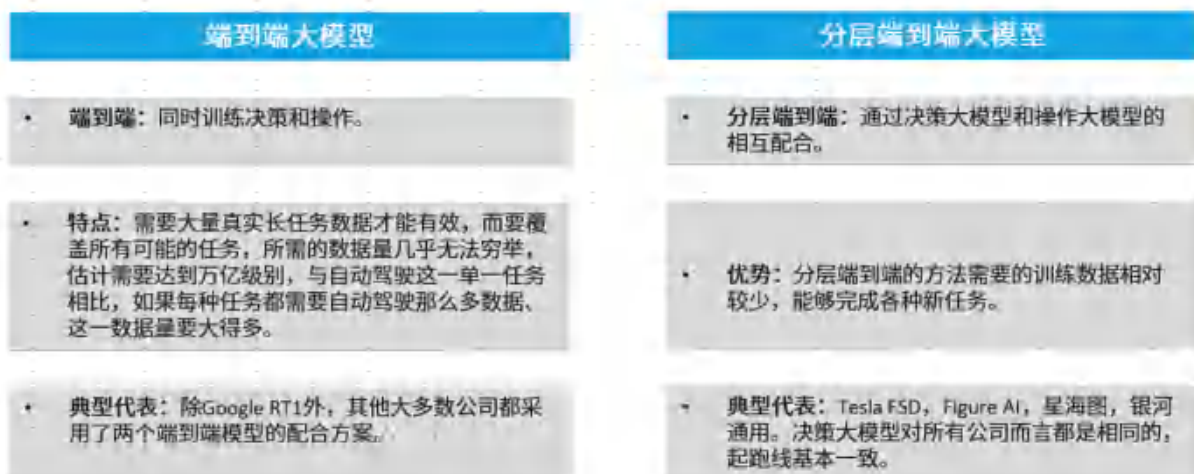 端到端大模型
• 端到端：同时训练决策和操作。
• 特点：需要大量真实长任务数据才能有效，而要覆
盖所有可能的任务，所需的数据量几乎无法穷举，
估计需要达到万亿级别，与自动驾驶这一单一任务
相比，如果每种任务都需要自动驾驶那么多数据、
这一数据量要大得多。
• 典型代表：除Google RT1外，其他大多数公司都采
用了两个端到端模型的配合方案。
分层端到端大模型
• 分层端到端：通过决策大模型和操作大模型的
相互配合。
• 优势：分层端到端的方法需要的训练数据相对
较少，能够完成各种新任务。
• 典型代表：Tesla FSD，Figure AI，星海图，银河
通用。决策大模型对所有公司而言都是相同的，
起跑线基本一致。